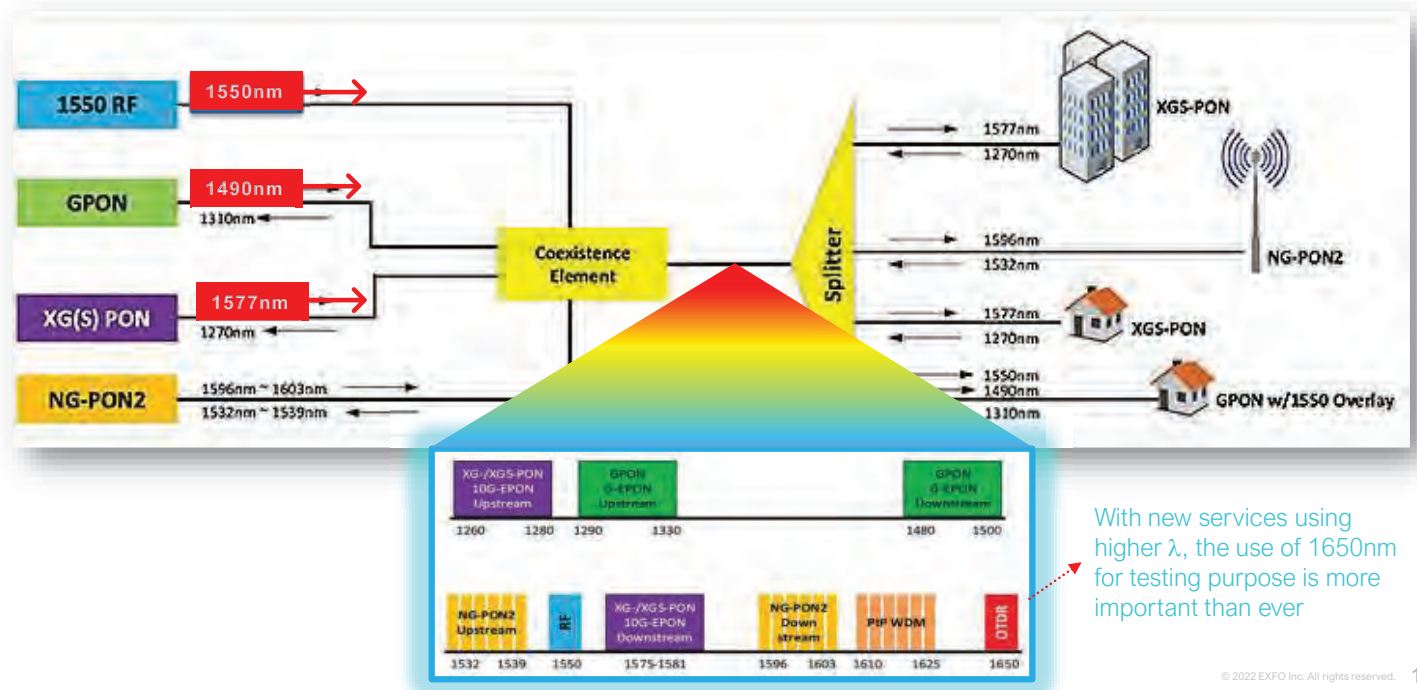 1550 RF
1550nm
GPON
1490nm
1310nm
XG(S) PON
1577nm
1270nm
NG-PON2
1596nm ~ 1603nm
1532nm ~ 1539nm
Coexistence
Element
Splitter
1577nm
1270nm
XGS-PON
1596nm
1532nm
NG-PON2
1577nm
1270nm
XGS-PON
1550nm
1490nm
1310nm
GPON w/1550 Overlay
XG-/XGS-PON
10G-EPON
Upstream
GPON
G-EPON
Upstream
GPON
G-EPON
Downstream
1260 1280 1290 1330 1480 1500
NG-PON2
Upstream
RF
XG-/XGS-PON
10G-EPON
Downstream
NG-PON2
Down
stream
PtP WDM
OTDR
1532 1539 1550 1575-1581 1596 1603 1610 1625 1650
With new services using
higher λ, the use of 1650nm
for testing purpose is more
important than ever
© 2022 EXFO Inc. All rights reserved. 1